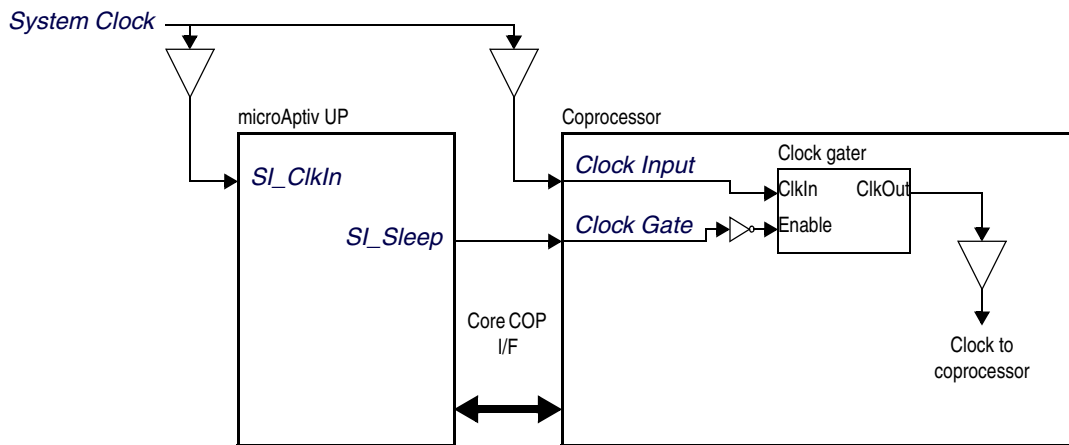 System Clock
microAptiv UP
Coprocessor
SI_ClkIn
Clock Input
Clock gater
ClkIn
ClkOut
SI_Sleep
Clock Gate
Enable
Core COP
I/F
Clock to
coprocessor